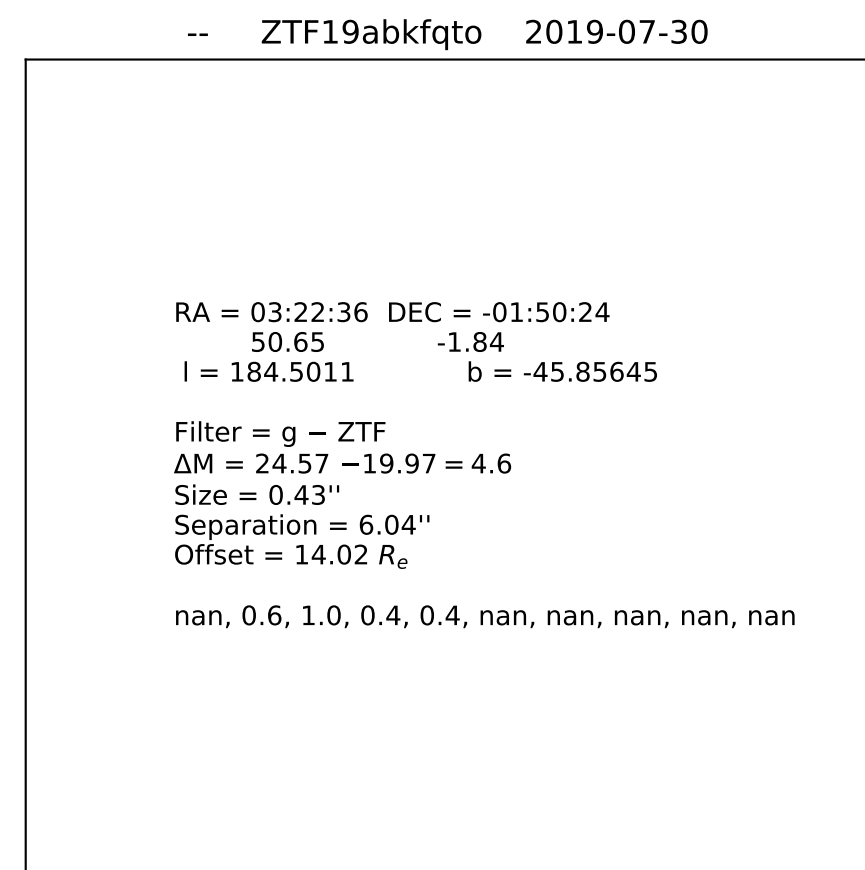 -- ZTF19abkfqto 2019-07-30
RA = 03:22:36 DEC = -01:50:24
50.65 -1.84
l = 184.5011 b = -45.85645
Filter = g − ZTF
ΔM = 24.57 −19.97 = 4.6
Size = 0.43''
Separation = 6.04''
Offset = 14.02 Re
nan, 0.6, 1.0, 0.4, 0.4, nan, nan, nan, nan, nan